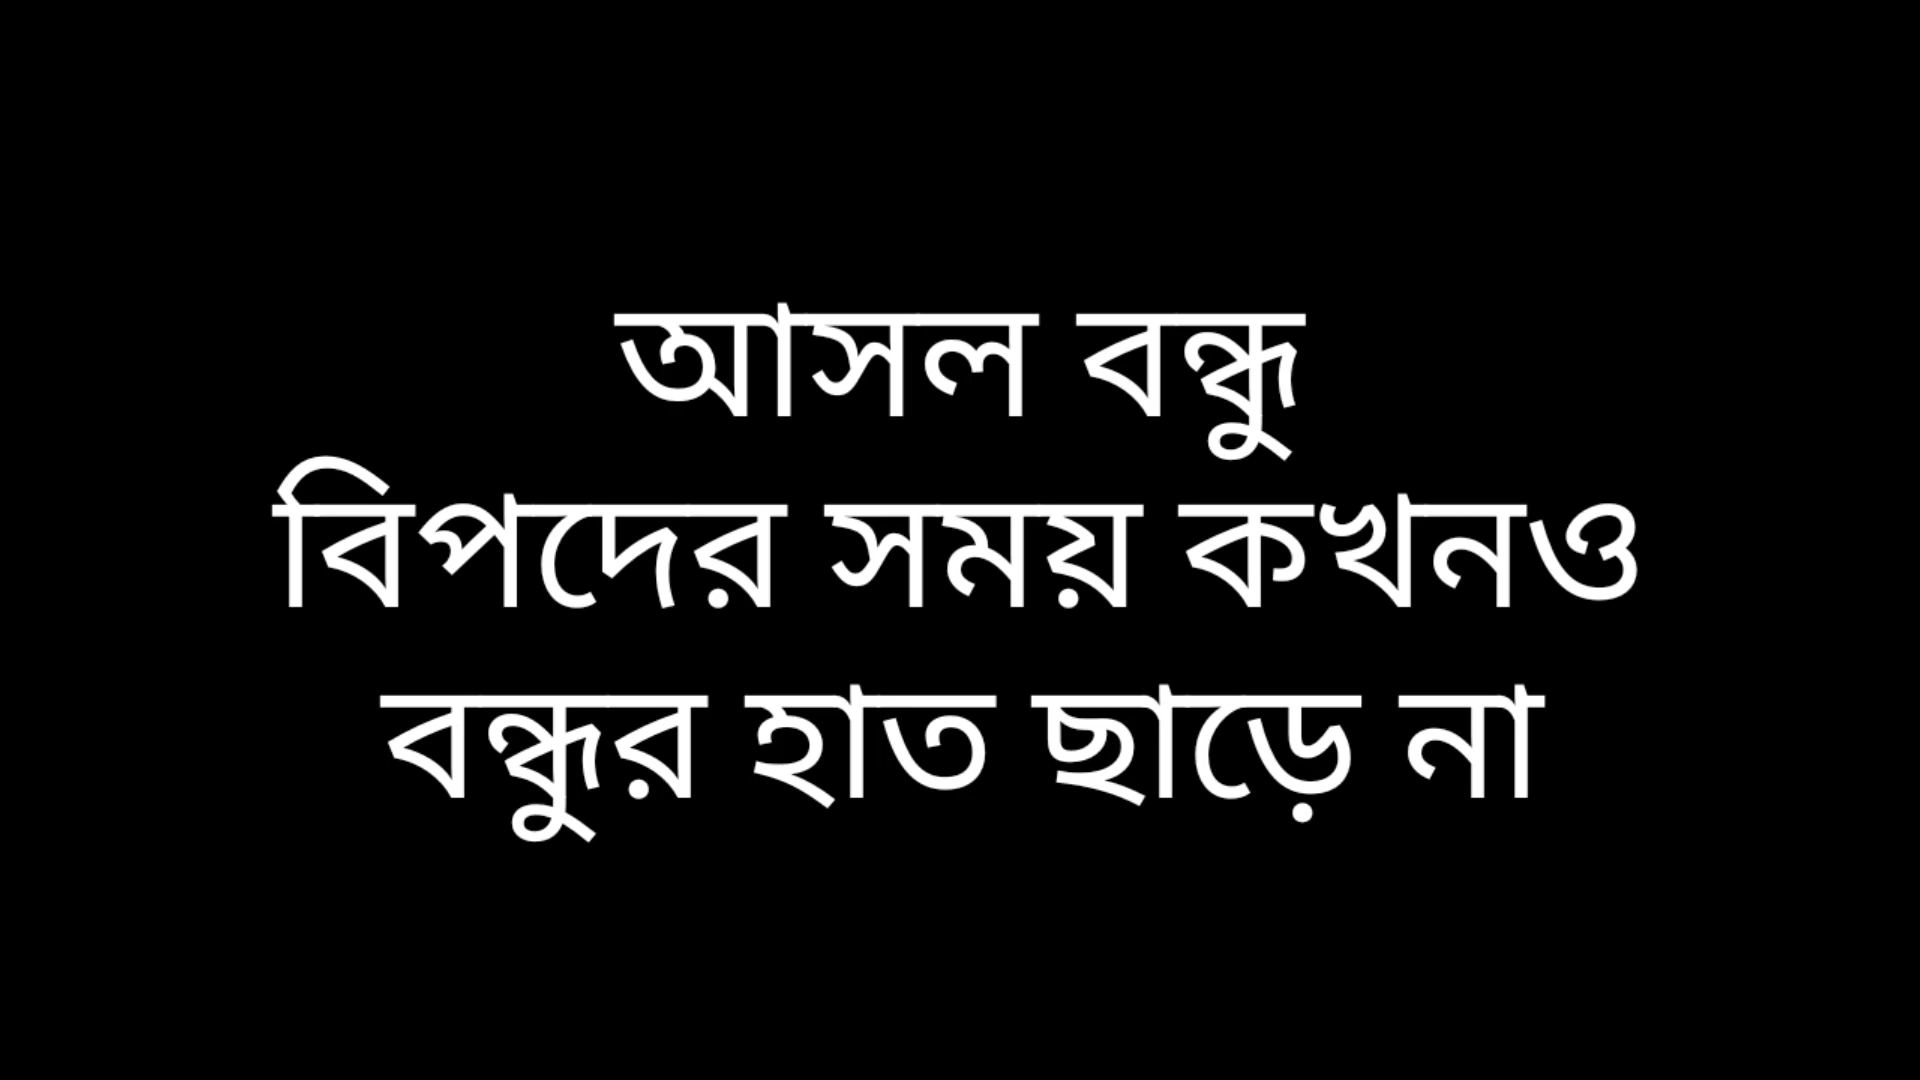 আসল বন্ধু
বিপদের সময় কখনও
বন্ধুর হাত ছাড়ে না